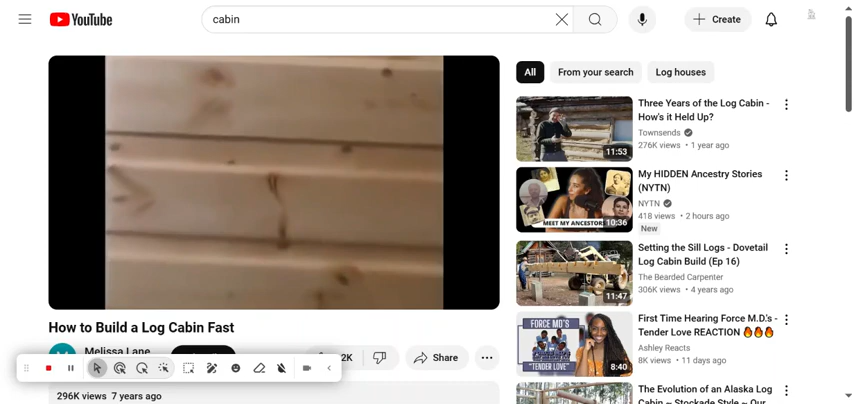 YouTube
cabin
Create
All
From your search
Log houses
Three Years of the Log Cabin -
How's it Held Up?
Townsends
276K views • 1 year ago
11:53
My HIDDEN Ancestry Stories
(NYTN)
NYTN
418 views • 2 hours ago
New
MEET MY ANCESTOR
10:36
Setting the Sill Logs - Dovetail
Log Cabin Build (Ep 16)
The Bearded Carpenter
306K views • 4 years ago
11:47
First Time Hearing Force M.D.'s -
Tender Love REACTION 🔥🔥🔥
Ashley Reacts
8K views • 11 days ago
FORCE MD'S
"TENDER LOVE"
8:40
The Evolution of an Alaska Log
Cabin ~ Stockade Style ~ Our
How to Build a Log Cabin Fast
Melissa Lane
2K
Share
296K views 7 years ago